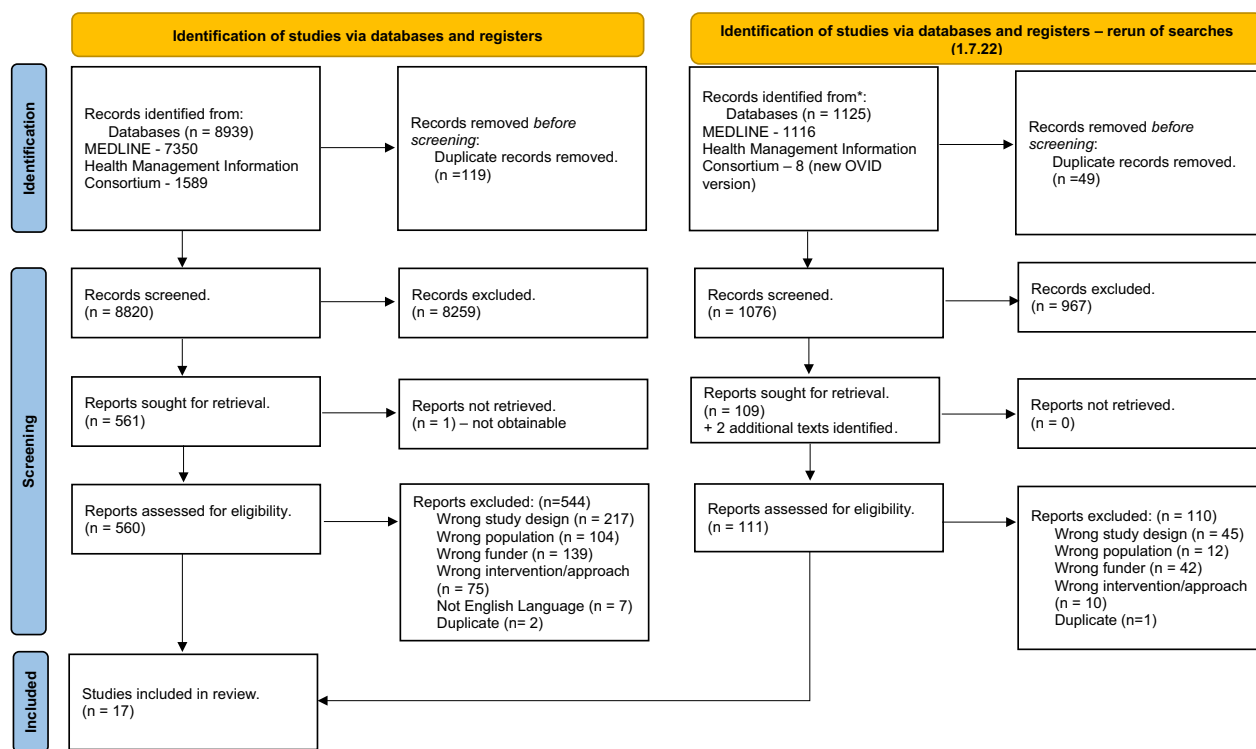 Identification of studies via databases and registers
Identification of studies via databases and registers – rerun of searches
(1.7.22)
Identification
Records identified from:
Databases (n = 8939)
MEDLINE - 7350
Health Management Information
Consortium - 1589
Records removed before
screening:
Duplicate records removed.
(n =119)
Records identified from*:
Databases (n = 1125)
MEDLINE - 1116
Health Management Information
Consortium – 8 (new OVID
version)
Records removed before
screening:
Duplicate records removed.
(n =49)
Screening
Records screened.
(n = 8820)
Records excluded.
(n = 8259)
Records screened.
(n = 1076)
Records excluded.
(n = 967)
Reports sought for retrieval.
(n = 561)
Reports not retrieved.
(n = 1) – not obtainable
Reports sought for retrieval.
(n = 109)
+ 2 additional texts identified.
Reports not retrieved.
(n = 0)
Reports assessed for eligibility.
(n = 560)
Reports excluded: (n=544)
Wrong study design (n = 217)
Wrong population (n = 104)
Wrong funder (n = 139)
Wrong intervention/approach
(n = 75)
Not English Language (n = 7)
Duplicate (n= 2)
Reports assessed for eligibility.
(n = 111)
Reports excluded: (n = 110)
Wrong study design (n = 45)
Wrong population (n = 12)
Wrong funder (n = 42)
Wrong intervention/approach
(n = 10)
Duplicate (n=1)
Included
Studies included in review.
(n = 17)